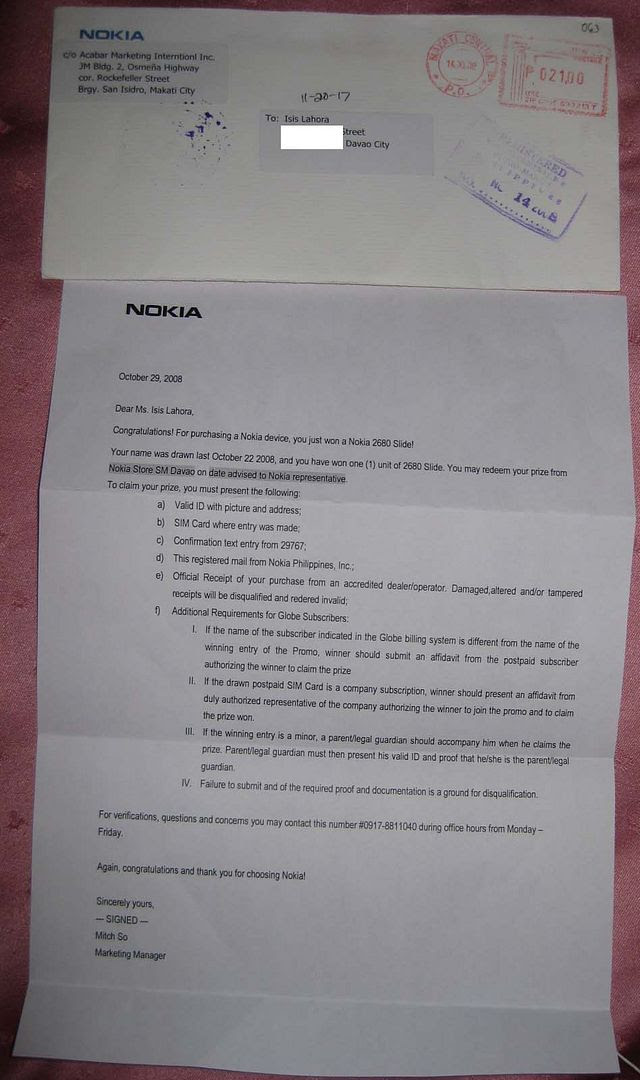 063
NOKIA
c/o Acabar Marketing Interntionl Inc.
JM Bldg. 2, Osmeña Highway
cor. Rockefeller Street
Brgy. San Isidro, Makati City
MAKATI CENTRAL
P.O.
P 021.00
11-20-17
To: Isis Lahora
Street
Davao City
REGISTERED
14 2008
NOKIA
October 29, 2008
Dear Ms. Isis Lahora,
Congratulations! For purchasing a Nokia device, you just won a Nokia 2680 Slide!
Your name was drawn last October 22 2008, and you have won one (1) unit of 2680 Slide. You may redeem your prize from
Nokia Store SM Davao on date advised to Nokia representative.
To claim your prize, you must present the following:
a) Valid ID with picture and address;
b) SIM Card where entry was made;
c) Confirmation text entry from 29767;
d) This registered mail from Nokia Philippines, Inc.;
e) Official Receipt of your purchase from an accredited dealer/operator. Damaged,altered and/or tampered
receipts will be disqualified and redered invalid;
f) Additional Requirements for Globe Subscribers:
I. If the name of the subscriber indicated in the Globe billing system is different from the name of the
winning entry of the Promo, winner should submit an affidavit from the postpaid subscriber
authorizing the winner to claim the prize
II. If the drawn postpaid SIM Card is a company subscription, winner should present an affidavit from
duly authorized representative of the company authorizing the winner to join the promo and to claim
the prize won.
III. If the winning entry is a minor, a parent/legal guardian should accompany him when he claims the
prize. Parent/legal guardian must then present his valid ID and proof that he/she is the parent/legal
guardian.
IV. Failure to submit and of the required proof and documentation is a ground for disqualification.
For verifications, questions and concerns you may contact this number #0917-8811040 during office hours from Monday –
Friday.
Again, congratulations and thank you for choosing Nokia!
Sincerely yours,
--- SIGNED ---
Mitch So
Marketing Manager